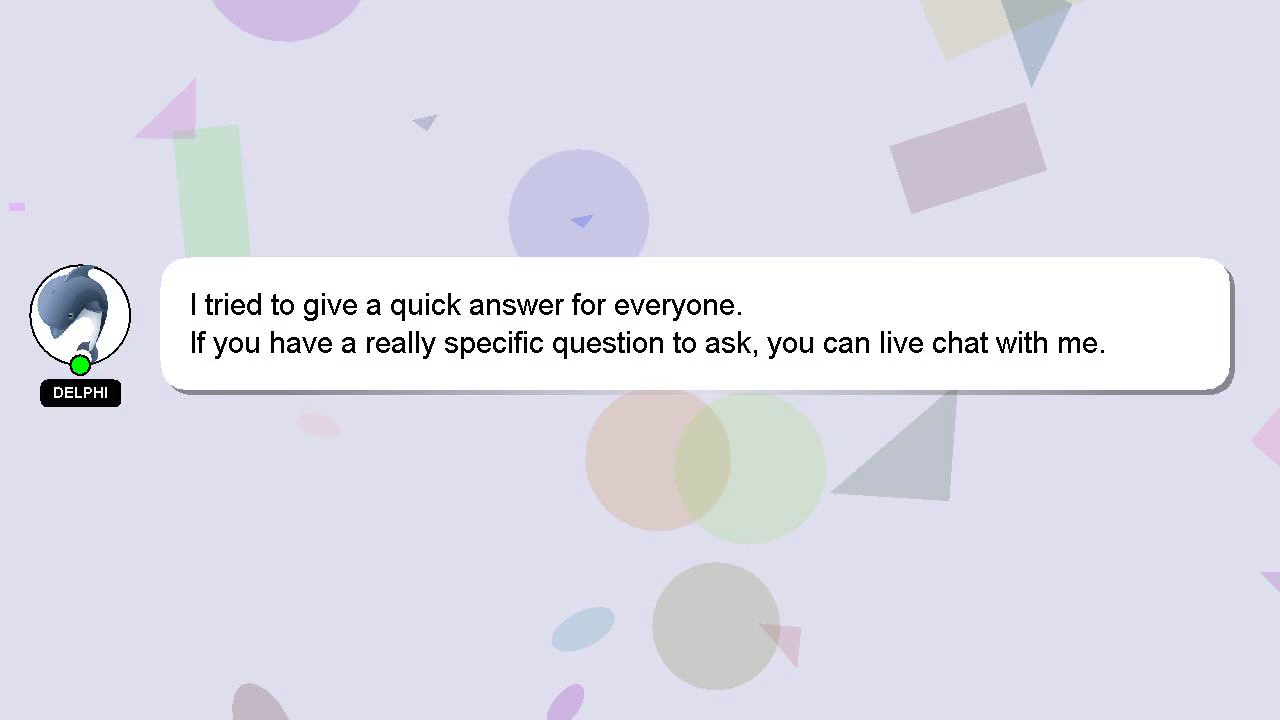 I tried to give a quick answer for everyone.
If you have a really specific question to ask, you can live chat with me.
DELPHI